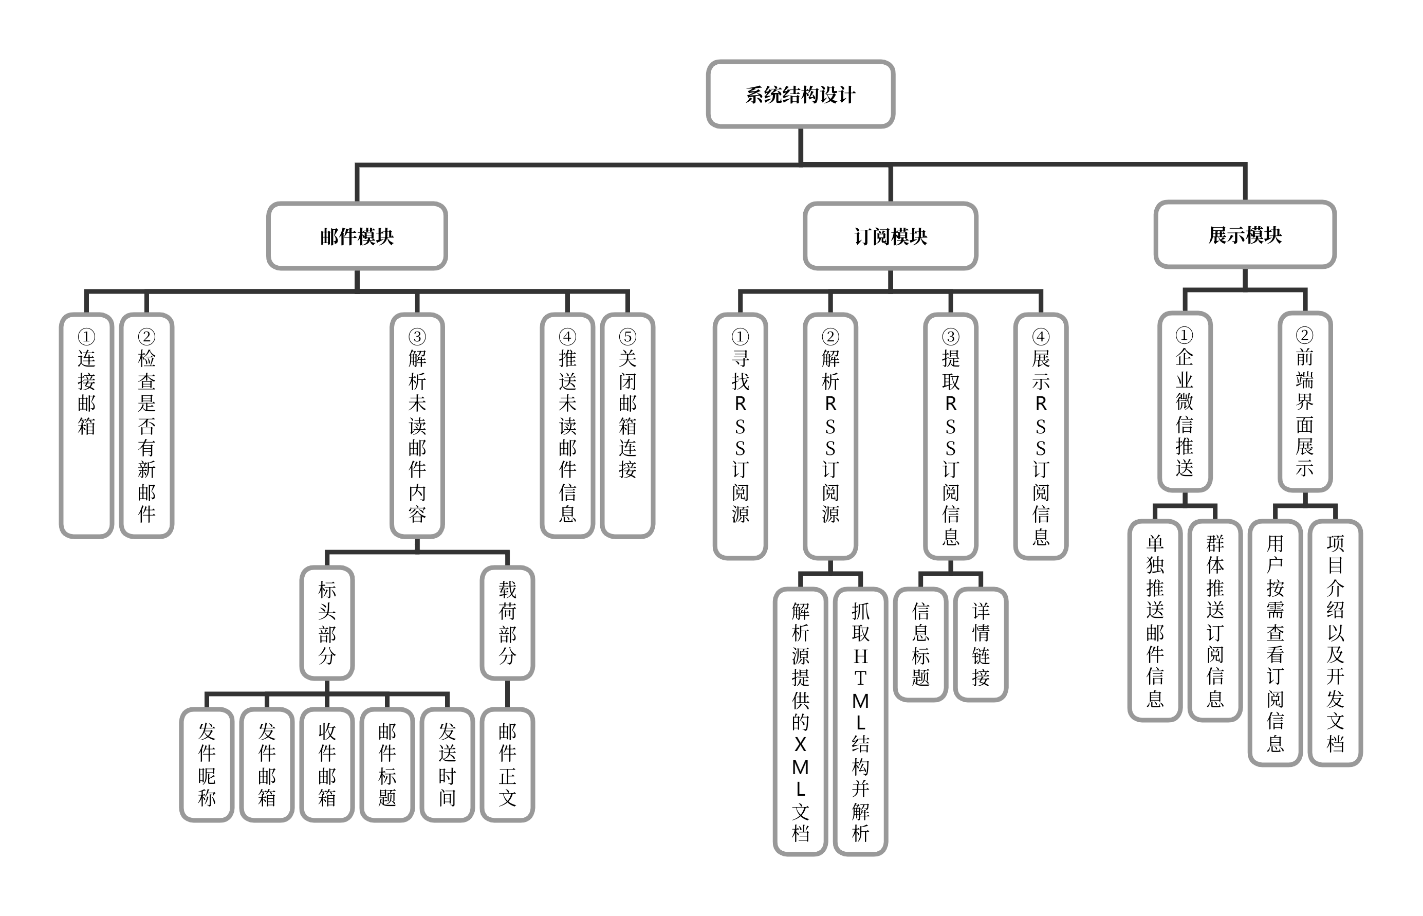 系统结构设计
邮件模块
订阅模块
展示模块
①连接邮箱
②检查是否有新邮件
③解析未读邮件内容
④推送未读邮件信息
⑤关闭邮箱连接
①寻找RSS订阅源
②解析RSS订阅源
③提取RSS订阅信息
④展示RSS订阅信息
①企业微信推送
②前端界面展示
标头部分
载荷部分
解析源提供的XML文档
抓取HTML结构并解析
信息标题
详情链接
单独推送邮件信息
群体推送订阅信息
用户按需查看订阅信息
项目介绍以及开发文档
发件昵称
发件邮箱
收件邮箱
邮件标题
发送时间
邮件正文